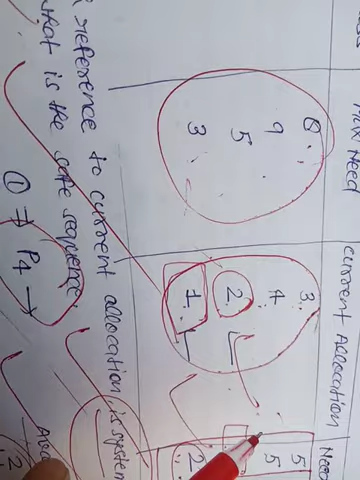 Max Need | Current Allocation | Need
8 | 3 | 5
9 | 4 | 5
5 | 2
3 | 1 | 2
reference to current allocation, is system
what is the safe sequence.
① ⇒ P4 →